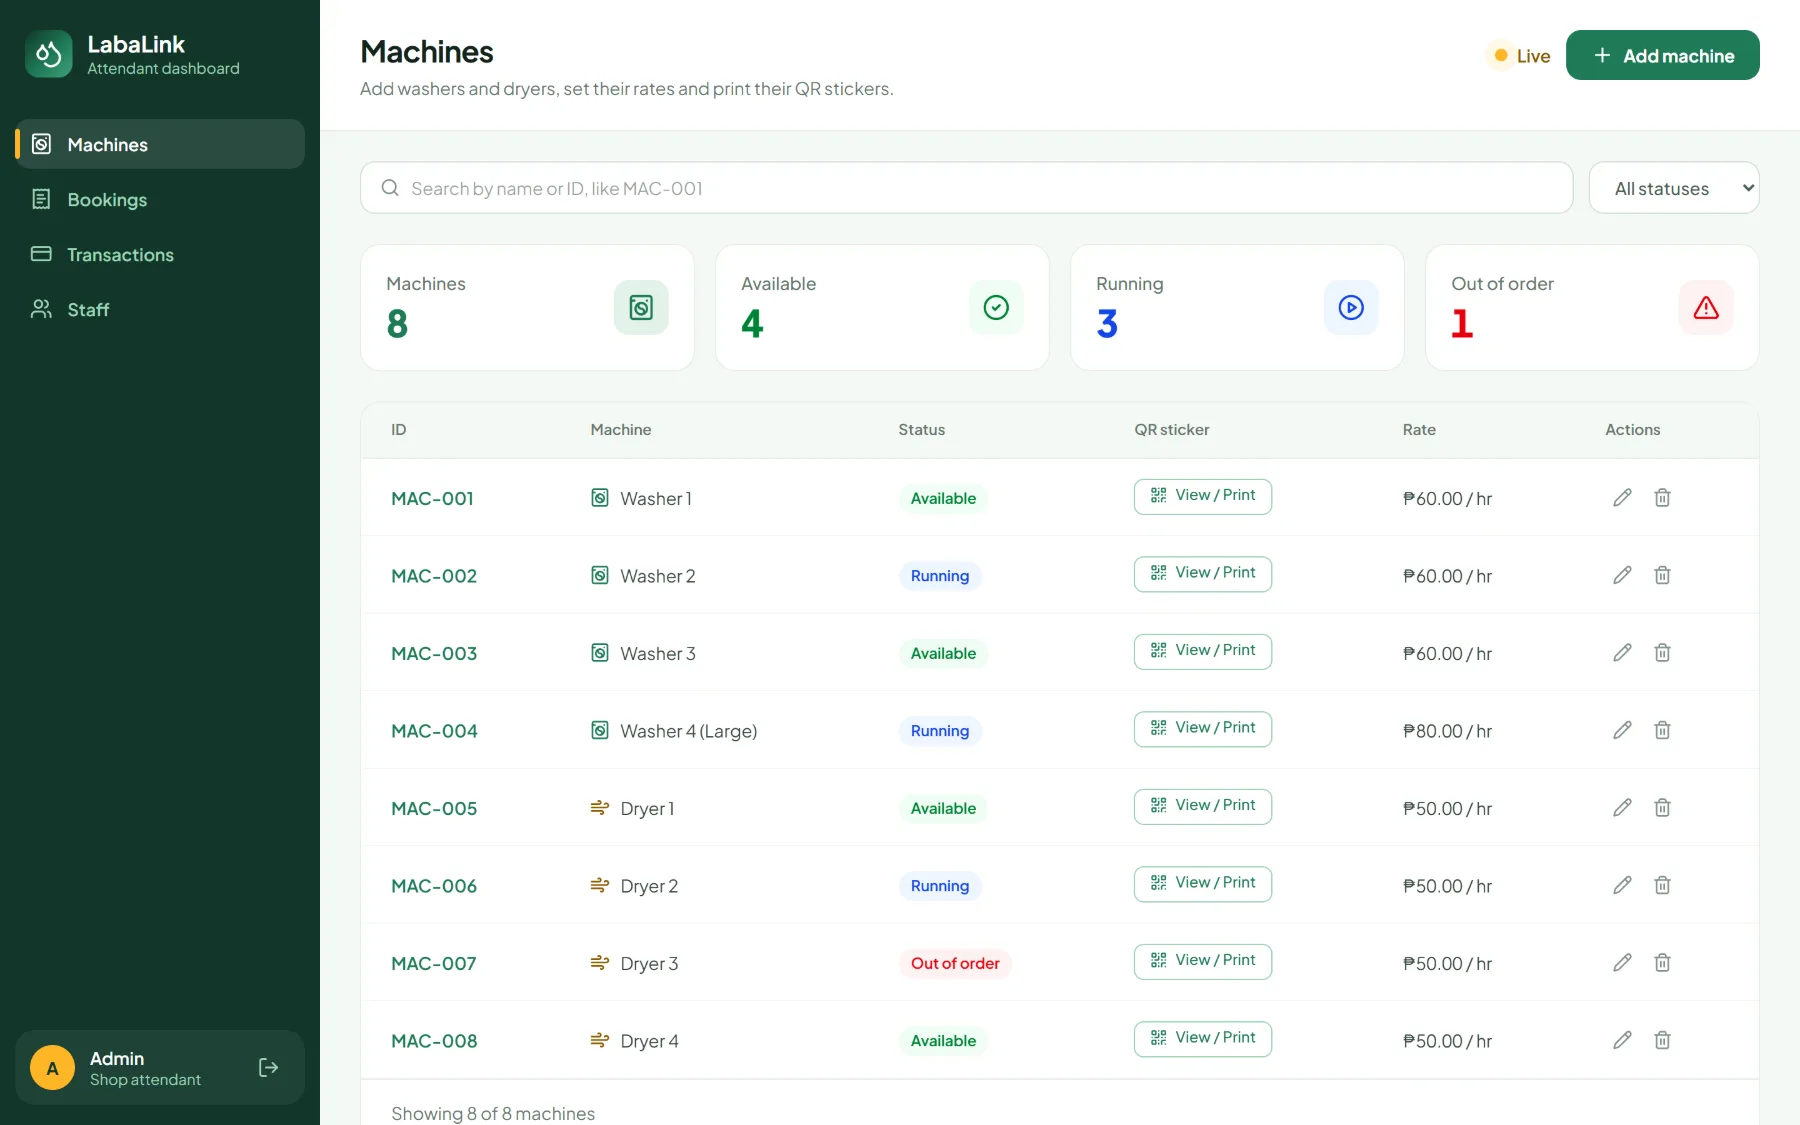 LabaLink
Attendant dashboard
Machines
Bookings
Transactions
Staff
A
Admin
Shop attendant
Machines
Add washers and dryers, set their rates and print their QR stickers.
Live
Add machine
Search by name or ID, like MAC-001
All statuses
Machines
8
Available
4
Running
3
Out of order
1
ID Machine Status QR sticker Rate Actions
MAC-001 Washer 1 Available View / Print ₱60.00 / hr
MAC-002 Washer 2 Running View / Print ₱60.00 / hr
MAC-003 Washer 3 Available View / Print ₱60.00 / hr
MAC-004 Washer 4 (Large) Running View / Print ₱80.00 / hr
MAC-005 Dryer 1 Available View / Print ₱50.00 / hr
MAC-006 Dryer 2 Running View / Print ₱50.00 / hr
MAC-007 Dryer 3 Out of order View / Print ₱50.00 / hr
MAC-008 Dryer 4 Available View / Print ₱50.00 / hr
Showing 8 of 8 machines